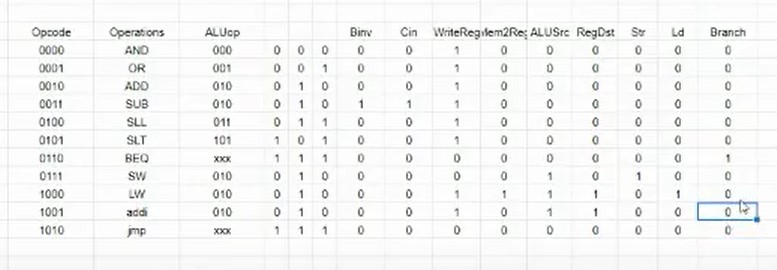 Opcode Operations ALUop Binv Cin WriteReg Mem2Reg ALUSrc RegDst Str Ld Branch
0000 AND 000 0 0 0 0 0 1 0 0 0 0 0 0
0001 OR 001 0 0 1 0 0 1 0 0 0 0 0 0
0010 ADD 010 0 1 0 0 0 1 0 0 0 0 0 0
0011 SUB 010 0 1 0 1 1 1 0 0 0 0 0 0
0100 SLL 011 0 1 1 0 0 1 0 0 0 0 0 0
0101 SLT 101 1 0 1 0 0 1 0 0 0 0 0 0
0110 BEQ xxx 1 1 1 0 0 0 0 0 0 0 0 1
0111 SW 010 0 1 0 0 0 0 0 1 0 1 0 0
1000 LW 010 0 1 0 0 0 1 1 1 1 0 1 0
1001 addi 010 0 1 0 0 0 1 0 1 1 0 0 0
1010 jmp xxx 1 1 1 0 0 0 0 0 0 0 0 0